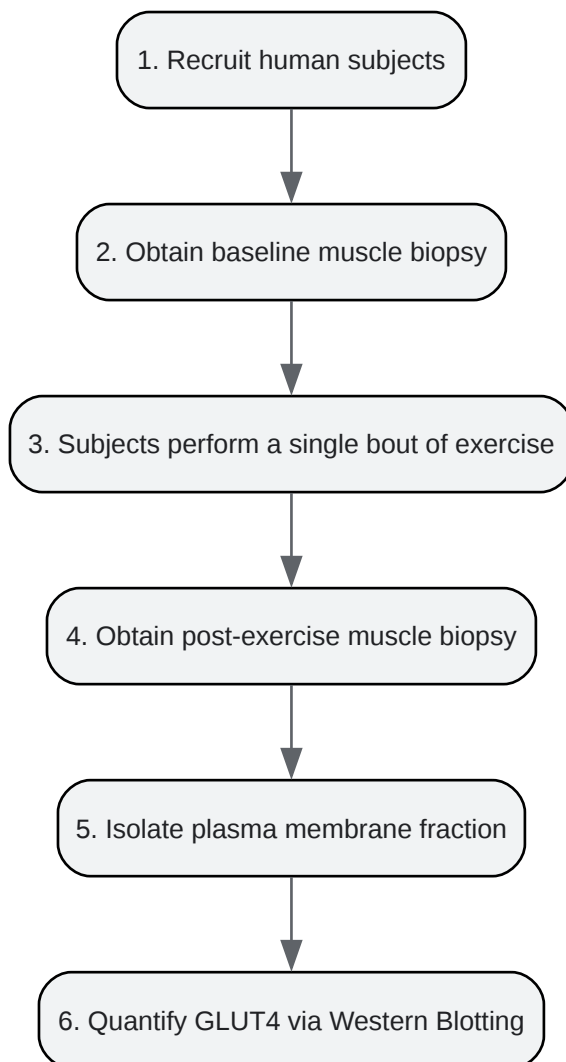 1. Recruit human subjects
2. Obtain baseline muscle biopsy
3. Subjects perform a single bout of exercise
4. Obtain post-exercise muscle biopsy
5. Isolate plasma membrane fraction
6. Quantify GLUT4 via Western Blotting